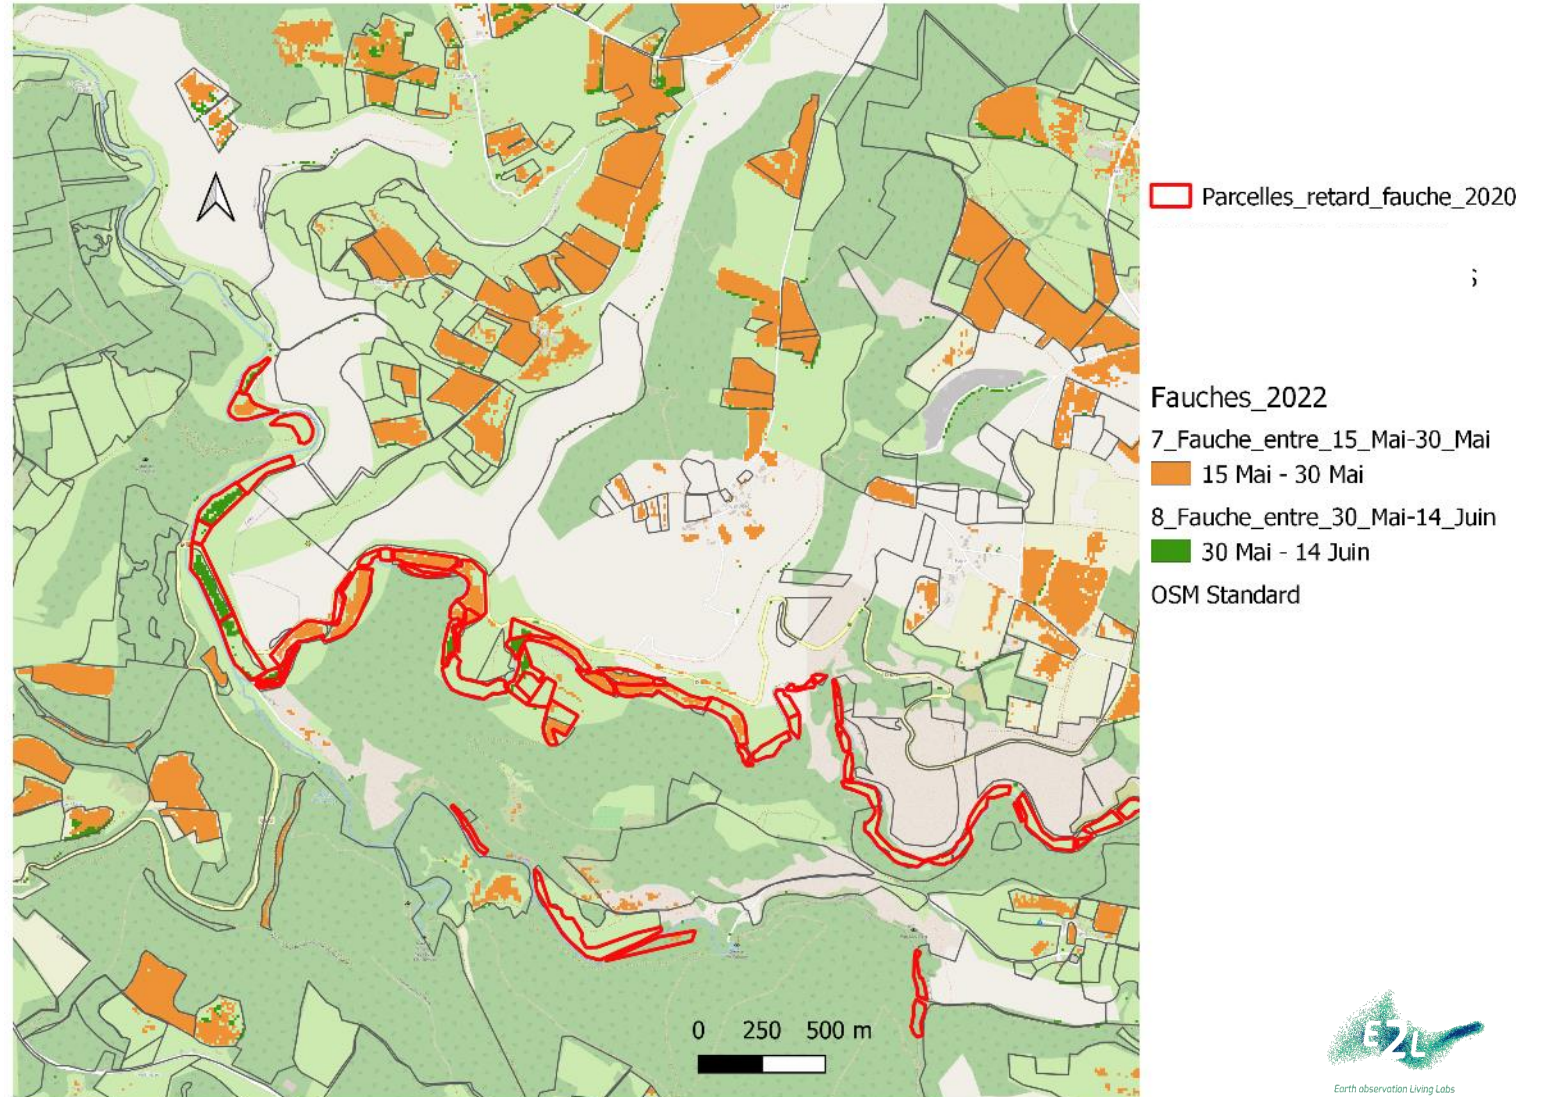 Parcelles_retard_fauche_2020
Fauches_2022
7_Fauche_entre_15_Mai-30_Mai
15 Mai - 30 Mai
8_Fauche_entre_30_Mai-14_Juin
30 Mai - 14 Juin
OSM Standard
0 250 500 m
E2L
Earth observation Living Labs